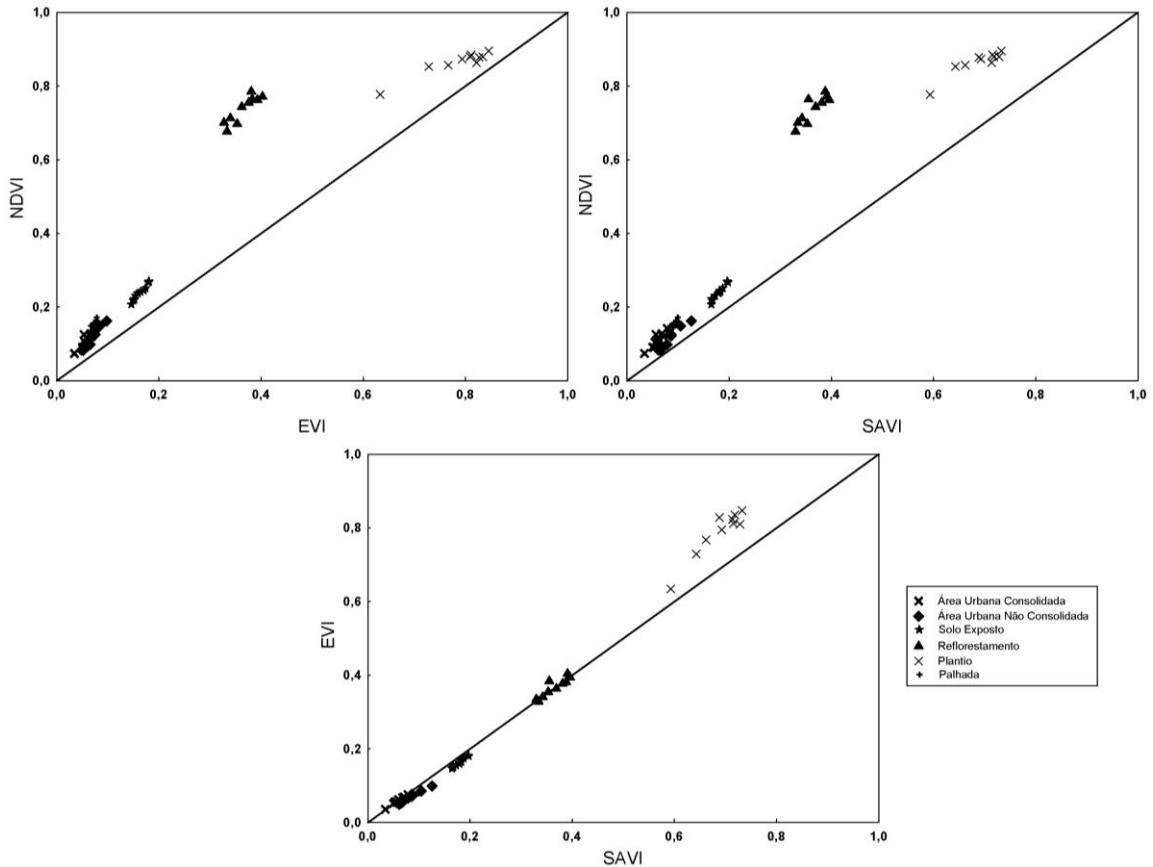 1,0
0,8
0,6
0,4
0,2
0,0
NDVI
0,0 0,2 0,4 0,6 0,8 1,0
EVI
1,0
0,8
0,6
0,4
0,2
0,0
NDVI
0,0 0,2 0,4 0,6 0,8 1,0
SAVI
1,0
0,8
0,6
0,4
0,2
0,0
EVI
0,0 0,2 0,4 0,6 0,8 1,0
SAVI
Área Urbana Consolidada
Área Urbana Não Consolidada
Solo Exposto
Reflorestamento
Plantio
Palhada